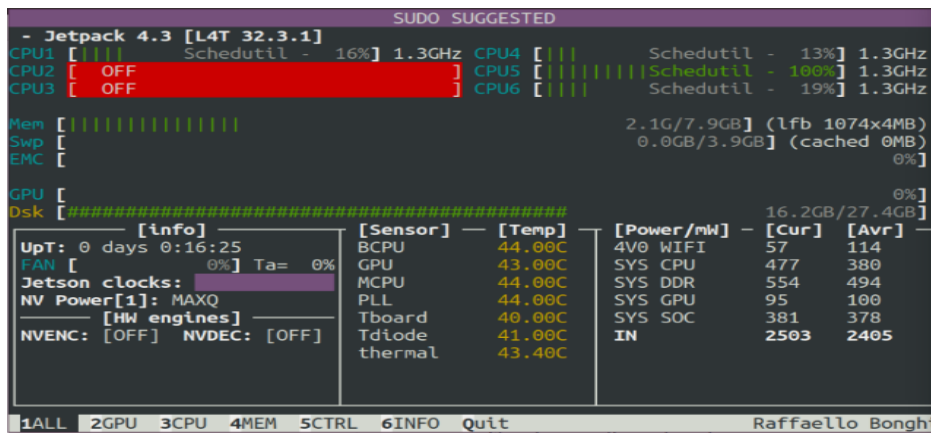 SUDO SUGGESTED
- Jetpack 4.3 [L4T 32.3.1]
CPU1 [|||| Schedutil - 16%] 1.3GHz CPU4 [||| Schedutil - 13%] 1.3GHz
CPU2 [ OFF ] CPU5 [||||||||||Schedutil - 100%] 1.3GHz
CPU3 [ OFF ] CPU6 [|||| Schedutil - 19%] 1.3GHz
Mem [||||||||||||||| 2.1G/7.9GB] (lfb 1074x4MB)
Swp [ 0.0GB/3.9GB] (cached 0MB)
EMC [ 0%]
GPU [ 0%]
Dsk [############################################## 16.2GB/27.4GB]
[info] [Sensor] [Temp] [Power/mW] [Cur] [Avr]
UpT: 0 days 0:16:25 BCPU 44.00C 4V0 WIFI 57 114
FAN [ 0%] Ta= 0% GPU 43.00C SYS CPU 477 380
Jetson clocks: MCPU 44.00C SYS DDR 554 494
NV Power[1]: MAXQ PLL 44.00C SYS GPU 95 100
[HW engines] Tboard 40.00C SYS SOC 381 378
NVENC: [OFF] NVDEC: [OFF] Tdiode 41.00C IN 2503 2405
thermal 43.40C
1ALL 2GPU 3CPU 4MEM 5CTRL 6INFO Quit Raffaello Bonghi